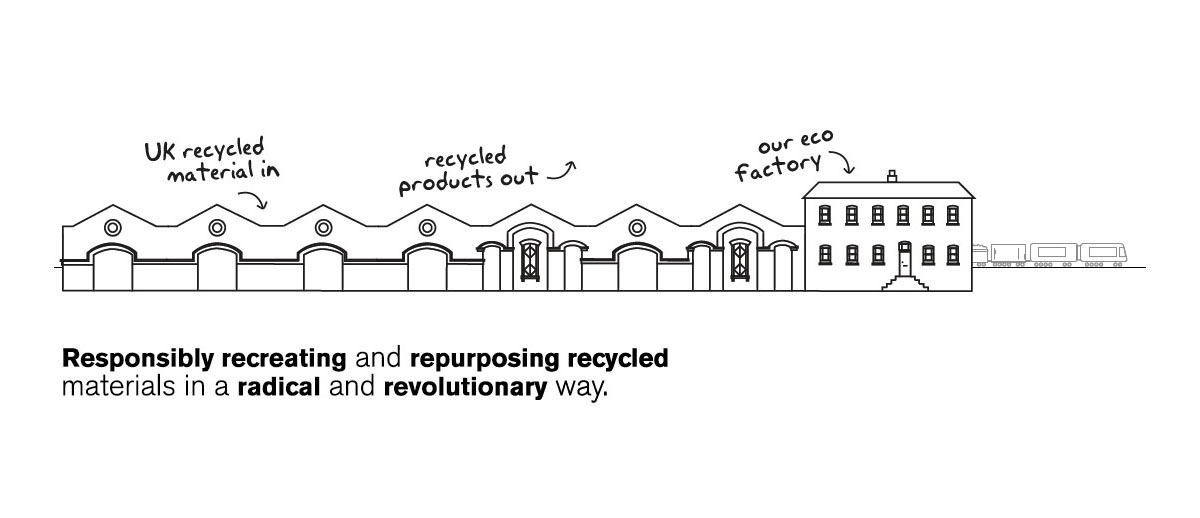 UK recycled
material in
recycled
products out
our eco
factory
Responsibly recreating and repurposing recycled
materials in a radical and revolutionary way.